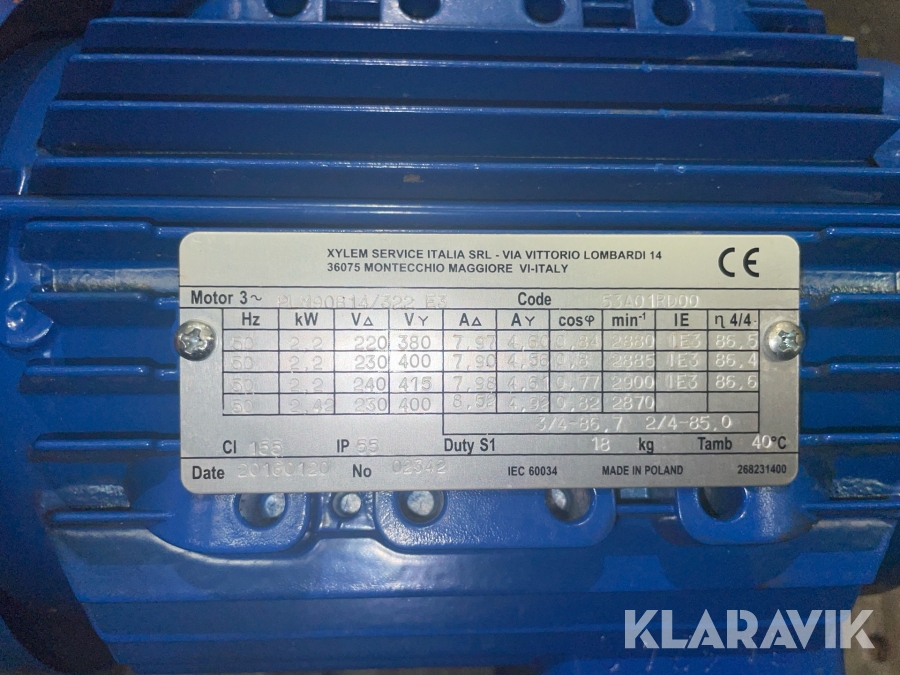 XYLEM SERVICE ITALIA SRL - VIA VITTORIO LOMBARDI 14
36075 MONTECCHIO MAGGIORE VI-ITALY
CE
Motor 3~ Code
Hz kW V△ VY A△ AY cosφ min⁻¹ IE η 4/4
50 2,2 220 380 7,97 4,60 0,84 2880 IE3 86,5
50 2,2 230 400 7,90 4,55 2885 IE3 86,4
50 2,2 240 415 7,98 4,61 0,77 2900 IE3 86,6
2,42 230 400 8,52 4,92 0,82 2870
3/4-86,7 2/4-85,0
Cl 155 IP 55 Duty S1 18 kg Tamb 40°C
Date No 02342 IEC 60034 MADE IN POLAND 268231400
KLARAVIK